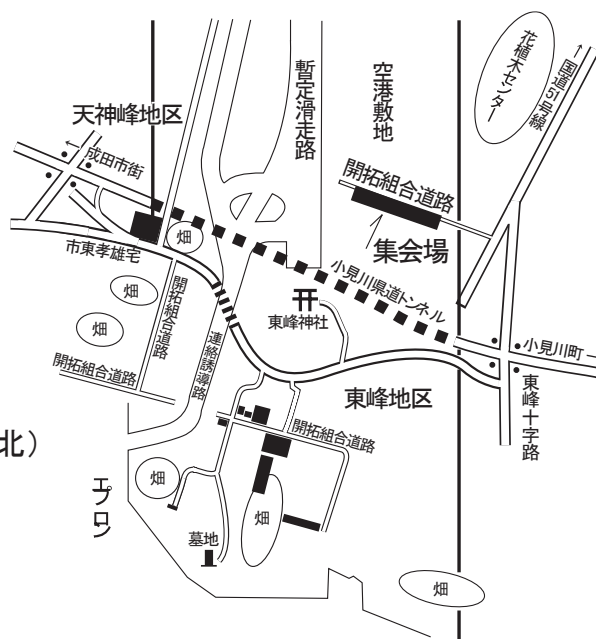 花植木センター
↑国道51号線
空港敷地
暫定滑走路
天神峰地区
←成田市街
開拓組合道路
集会場
畑
市東孝雄宅
小見川県道トンネル
開拓組合道路
畑
東峰神社
畑
連絡誘導路
小見川町→
開拓組合道路
東峰地区
東峰十字路
開拓組合道路
北）
エプロン
畑
畑
墓地
畑